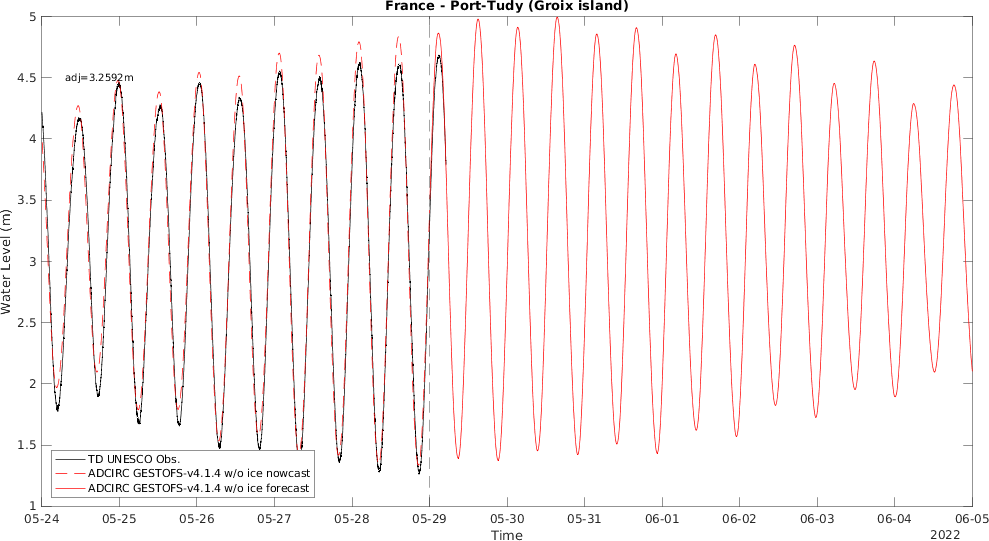 France - Port-Tudy (Groix island)
adj=3.2592m
Water Level (m)
5
4.5
4
3.5
3
2.5
2
1.5
1
TD UNESCO Obs.
ADCIRC GESTOFS-v4.1.4 w/o ice nowcast
ADCIRC GESTOFS-v4.1.4 w/o ice forecast
05-24 05-25 05-26 05-27 05-28 05-29 05-30 05-31 06-01 06-02 06-03 06-04 06-05
Time
2022